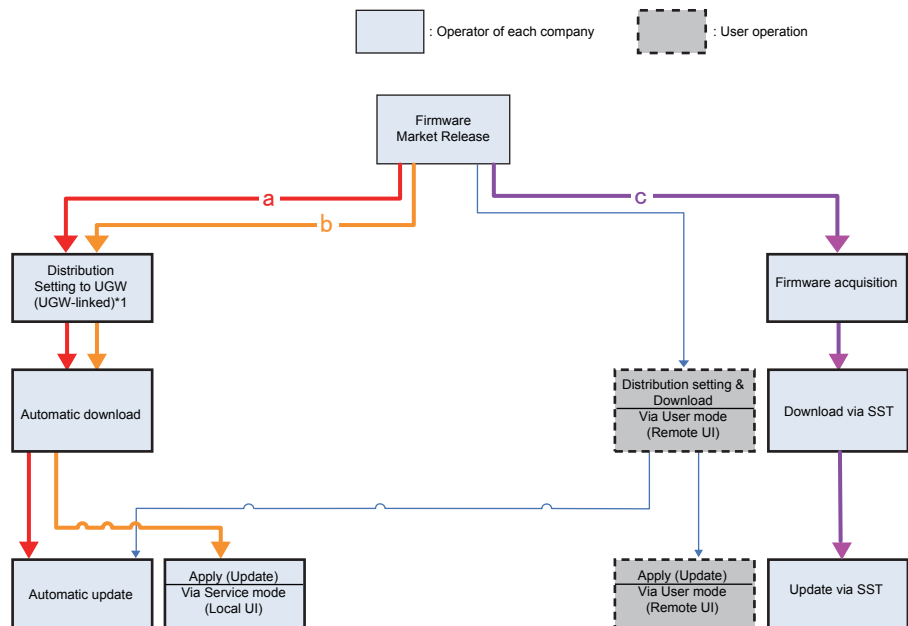 : Operator of each company
: User operation
Firmware
Market Release
a
b
c
Distribution
Setting to UGW
(UGW-linked)*1
Firmware acquisition
Automatic download
Distribution setting &
Download
Via User mode
(Remote UI)
Download via SST
Automatic update
Apply (Update)
Via Service mode
(Local UI)
Apply (Update)
Via User mode
(Remote UI)
Update via SST